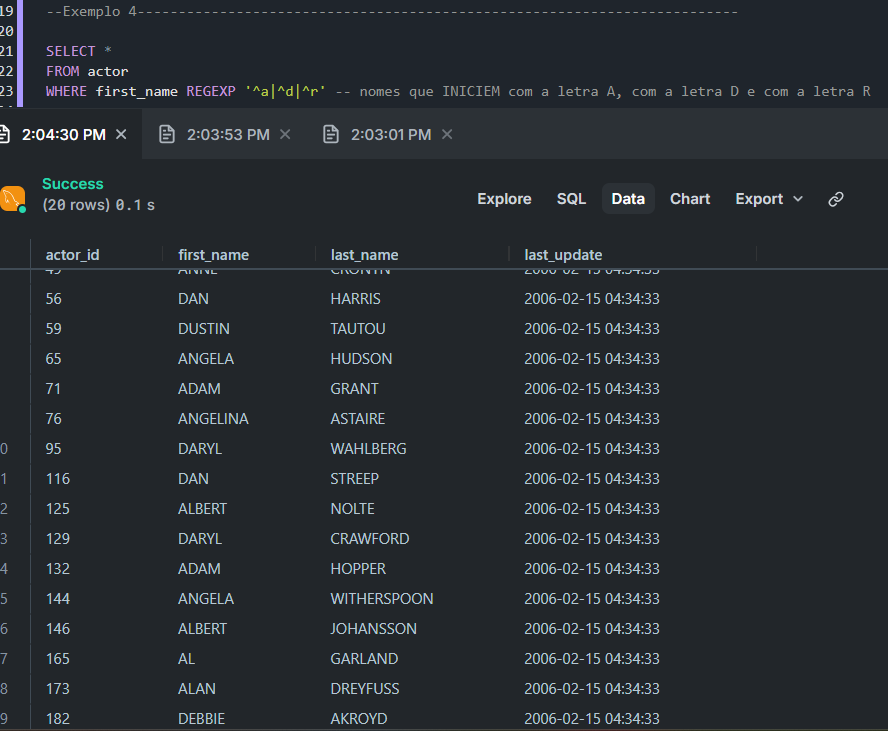 19 --Exemplo 4--------------------------------------------------------------------------
20
21 SELECT *
22 FROM actor
23 WHERE first_name REGEXP '^a|^d|^r' -- nomes que INICIEM com a letra A, com a letra D e com a letra R
2:04:30 PM × 2:03:53 PM × 2:03:01 PM ×
Success
(20 rows) 0.1 s
Explore SQL Data Chart Export
actor_id first_name last_name last_update
49 ANNE CRONYN 2006-02-15 04:34:33
56 DAN HARRIS 2006-02-15 04:34:33
59 DUSTIN TAUTOU 2006-02-15 04:34:33
65 ANGELA HUDSON 2006-02-15 04:34:33
71 ADAM GRANT 2006-02-15 04:34:33
76 ANGELINA ASTAIRE 2006-02-15 04:34:33
0 95 DARYL WAHLBERG 2006-02-15 04:34:33
1 116 DAN STREEP 2006-02-15 04:34:33
2 125 ALBERT NOLTE 2006-02-15 04:34:33
3 129 DARYL CRAWFORD 2006-02-15 04:34:33
4 132 ADAM HOPPER 2006-02-15 04:34:33
5 144 ANGELA WITHERSPOON 2006-02-15 04:34:33
6 146 ALBERT JOHANSSON 2006-02-15 04:34:33
7 165 AL GARLAND 2006-02-15 04:34:33
8 173 ALAN DREYFUSS 2006-02-15 04:34:33
9 182 DEBBIE AKROYD 2006-02-15 04:34:33